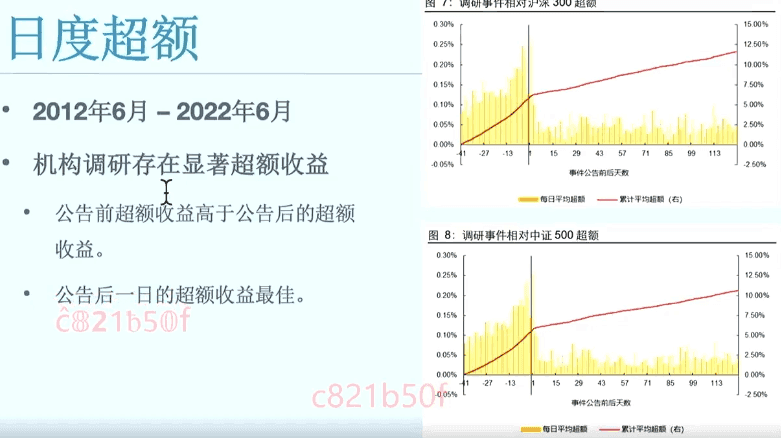 日度超额
• 2012年6月 – 2022年6月
• 机构调研存在显著超额收益
• 公告前超额收益高于公告后的超额
收益。
• 公告后一日的超额收益最佳。
c821b50f
c821b50f
图 7：调研事件相对沪深 300 超额
0.30% 15.00%
0.25% 12.50%
0.20% 10.00%
0.15% 7.50%
0.10% 5.00%
0.05% 2.50%
0.00% 0.00%
-0.05% -2.50%
-41 -27 -13 1 15 29 43 57 71 85 99 113
事件公告前后天数
每日平均超额 累计平均超额（右）
图 8：调研事件相对中证 500 超额
0.30% 15.00%
0.25% 12.50%
0.20% 10.00%
0.15% 7.50%
0.10% 5.00%
0.05% 2.50%
0.00% 0.00%
-0.05% -2.50%
-41 -27 -13 1 15 29 43 57 71 85 99 113
事件公告前后天数
每日平均超额 累计平均超额（右）